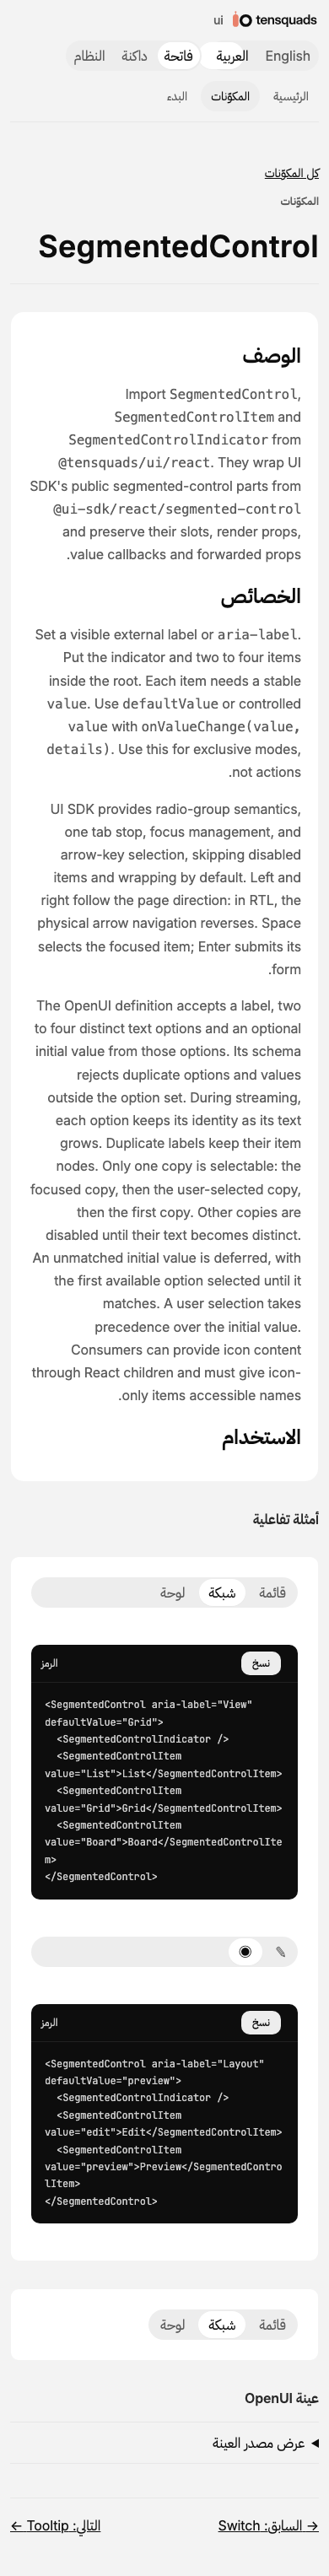 tensquads ui
English العربية فاتحة داكنة النظام
الرئيسية المكوّنات البدء
كل المكوّنات
المكوّنات
SegmentedControl
الوصف
Import SegmentedControl,
SegmentedControlItem and
SegmentedControlIndicator from
@tensquads/ui/react. They wrap UI
SDK's public segmented-control parts from
@ui-sdk/react/segmented-control
and preserve their slots, render props,
value callbacks and forwarded props.
الخصائص
Set a visible external label or aria-label.
Put the indicator and two to four items
inside the root. Each item needs a stable
value. Use defaultValue or controlled
value with onValueChange(value,
details). Use this for exclusive modes,
not actions.
UI SDK provides radio-group semantics,
one tab stop, focus management, and
arrow-key selection, skipping disabled
items and wrapping by default. Left and
right follow the page direction: in RTL, the
physical arrow navigation reverses. Space
selects the focused item; Enter submits its
form.
The OpenUI definition accepts a label, two
to four distinct text options and an optional
initial value from those options. Its schema
rejects duplicate options and values
outside the option set. During streaming,
each option keeps its identity as its text
grows. Duplicate labels keep their item
nodes. Only one copy is selectable: the
focused copy, then the user-selected copy,
then the first copy. Other copies are
disabled until their text becomes distinct.
An unmatched initial value is deferred, with
the first available option selected until it
matches. A user selection takes
precedence over the initial value.
Consumers can provide icon content
through React children and must give icon-
only items accessible names.
الاستخدام
أمثلة تفاعلية
قائمة شبكة لوحة
نسخ الرمز
<SegmentedControl aria-label="View"
defaultValue="Grid">
<SegmentedControlIndicator />
<SegmentedControlItem
value="List">List</SegmentedControlItem>
<SegmentedControlItem
value="Grid">Grid</SegmentedControlItem>
<SegmentedControlItem
value="Board">Board</SegmentedControlIte
m>
</SegmentedControl>
نسخ الرمز
<SegmentedControl aria-label="Layout"
defaultValue="preview">
<SegmentedControlIndicator />
<SegmentedControlItem
value="edit">Edit</SegmentedControlItem>
<SegmentedControlItem
value="preview">Preview</SegmentedContro
lItem>
</SegmentedControl>
قائمة شبكة لوحة
عينة OpenUI
عرض مصدر العينة
→ السابق: Switch
التالي: Tooltip ←